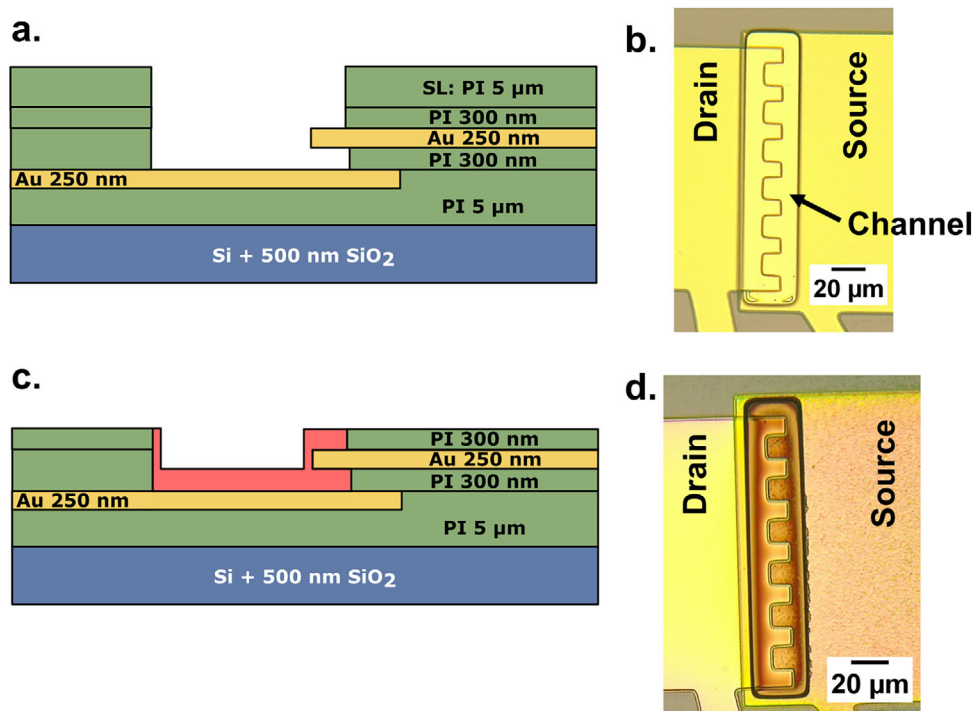 a.
SL: PI 5 µm
PI 300 nm
Au 250 nm
PI 300 nm
Au 250 nm
PI 5 µm
Si + 500 nm SiO2
b.
Drain
Source
Channel
20 µm
c.
PI 300 nm
Au 250 nm
PI 300 nm
Au 250 nm
PI 5 µm
Si + 500 nm SiO2
d.
Drain
Source
20 µm